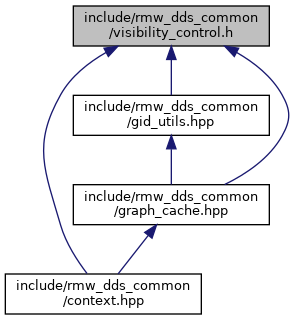 include/rmw_dds_common
/visibility_control.h
include/rmw_dds_common
/gid_utils.hpp
include/rmw_dds_common
/graph_cache.hpp
include/rmw_dds_common
/context.hpp